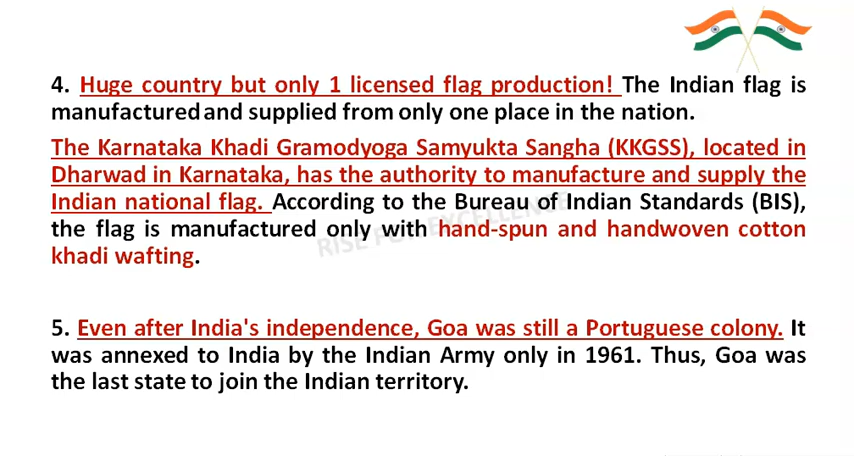 4. Huge country but only 1 licensed flag production! The Indian flag is
manufactured and supplied from only one place in the nation.
The Karnataka Khadi Gramodyoga Samyukta Sangha (KKGSS), located in
Dharwad in Karnataka, has the authority to manufacture and supply the
Indian national flag. According to the Bureau of Indian Standards (BIS),
the flag is manufactured only with hand-spun and handwoven cotton
khadi wafting.
RISE FOR EXCELLENCE
5. Even after India's independence, Goa was still a Portuguese colony. It
was annexed to India by the Indian Army only in 1961. Thus, Goa was
the last state to join the Indian territory.